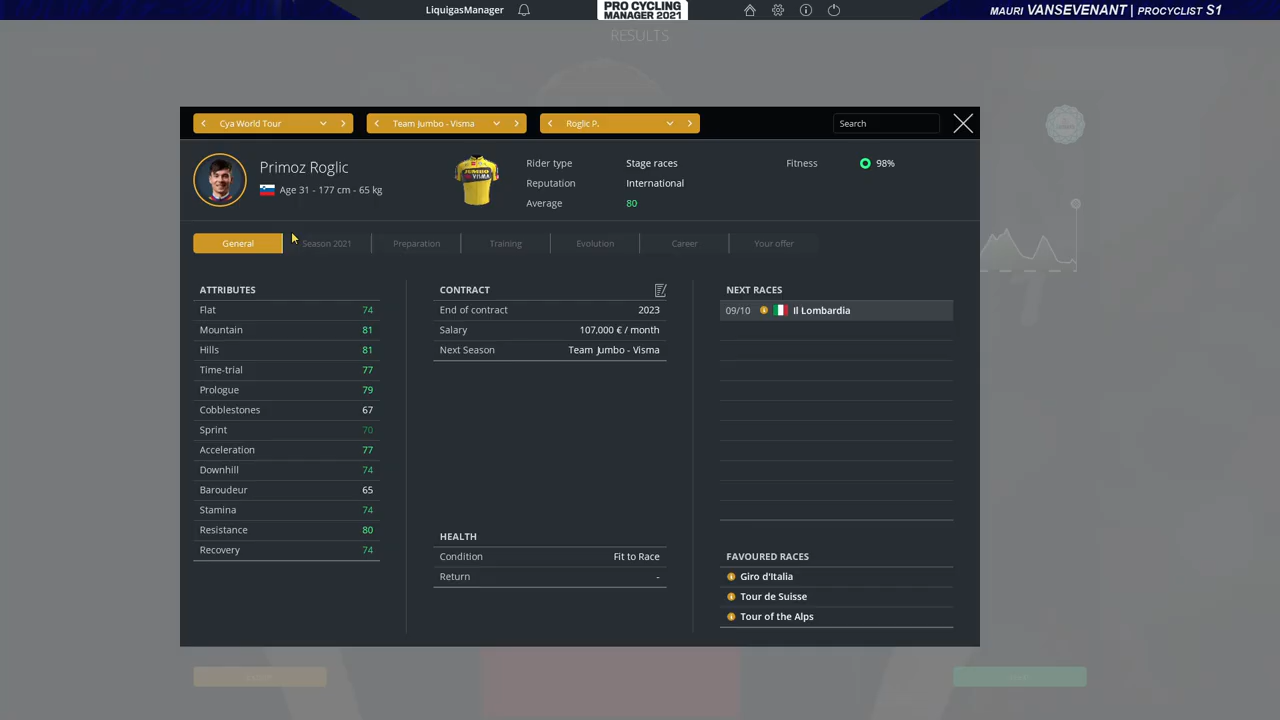 LiquigasManager
PRO CYCLING
MANAGER 2021
MAURI VANSEVENANT | PROCYCLIST S1
RESULTS
Cya World Tour
Team Jumbo - Visma
Roglic P.
Search
Primoz Roglic
Age 31 - 177 cm - 65 kg
Rider type Stage races
Reputation International
Average 80
Fitness 98%
General
Season 2021
Preparation
Training
Evolution
Career
Your offer
ATTRIBUTES
Flat 74
Mountain 81
Hills 81
Time-trial 77
Prologue 79
Cobblestones 67
Sprint 70
Acceleration 77
Downhill 74
Baroudeur 65
Stamina 74
Resistance 80
Recovery 74
CONTRACT
End of contract 2023
Salary 107,000 € / month
Next Season Team Jumbo - Visma
HEALTH
Condition Fit to Race
Return -
NEXT RACES
09/10 Il Lombardia
FAVOURED RACES
Giro d'Italia
Tour de Suisse
Tour of the Alps